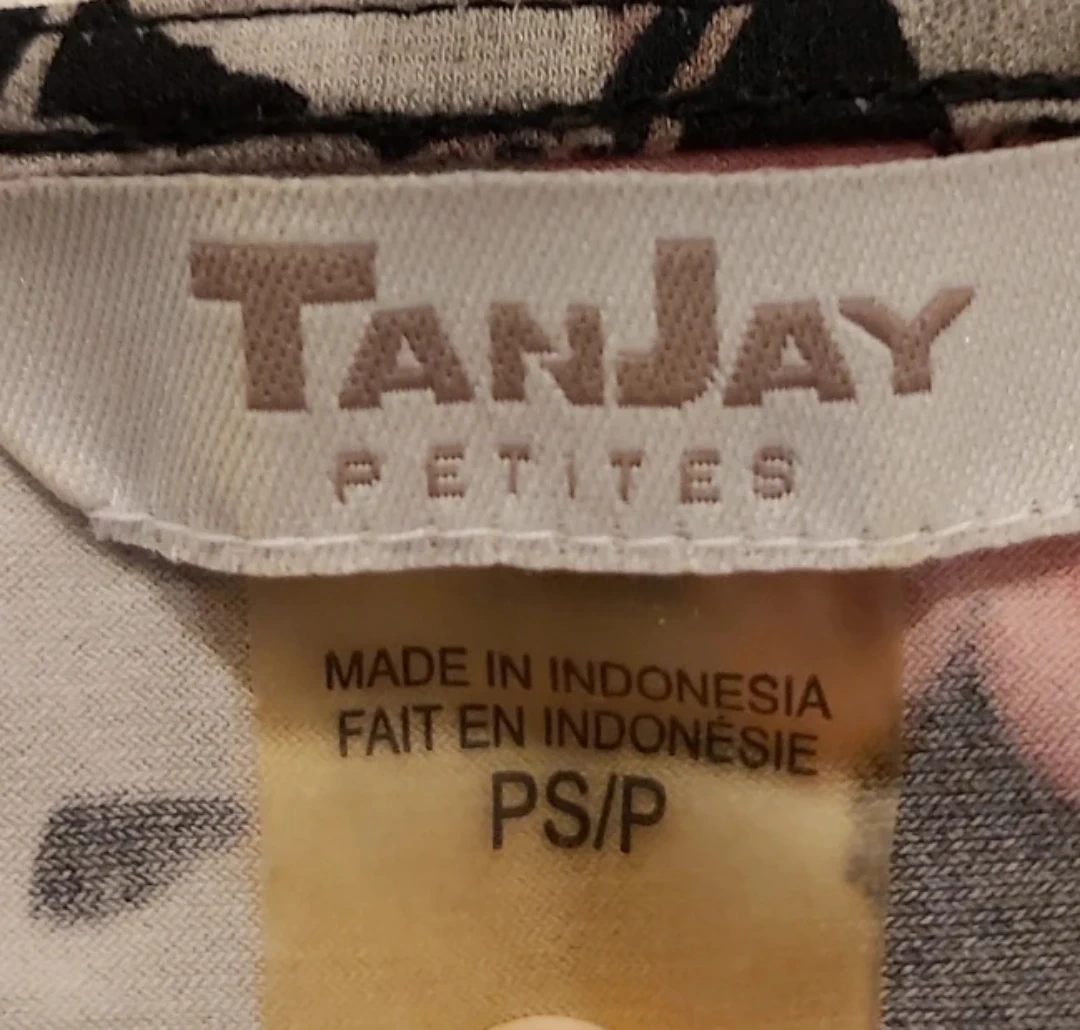 TANJAY
PETITES
MADE IN INDONESIA
FAIT EN INDONÉSIE
PS/P